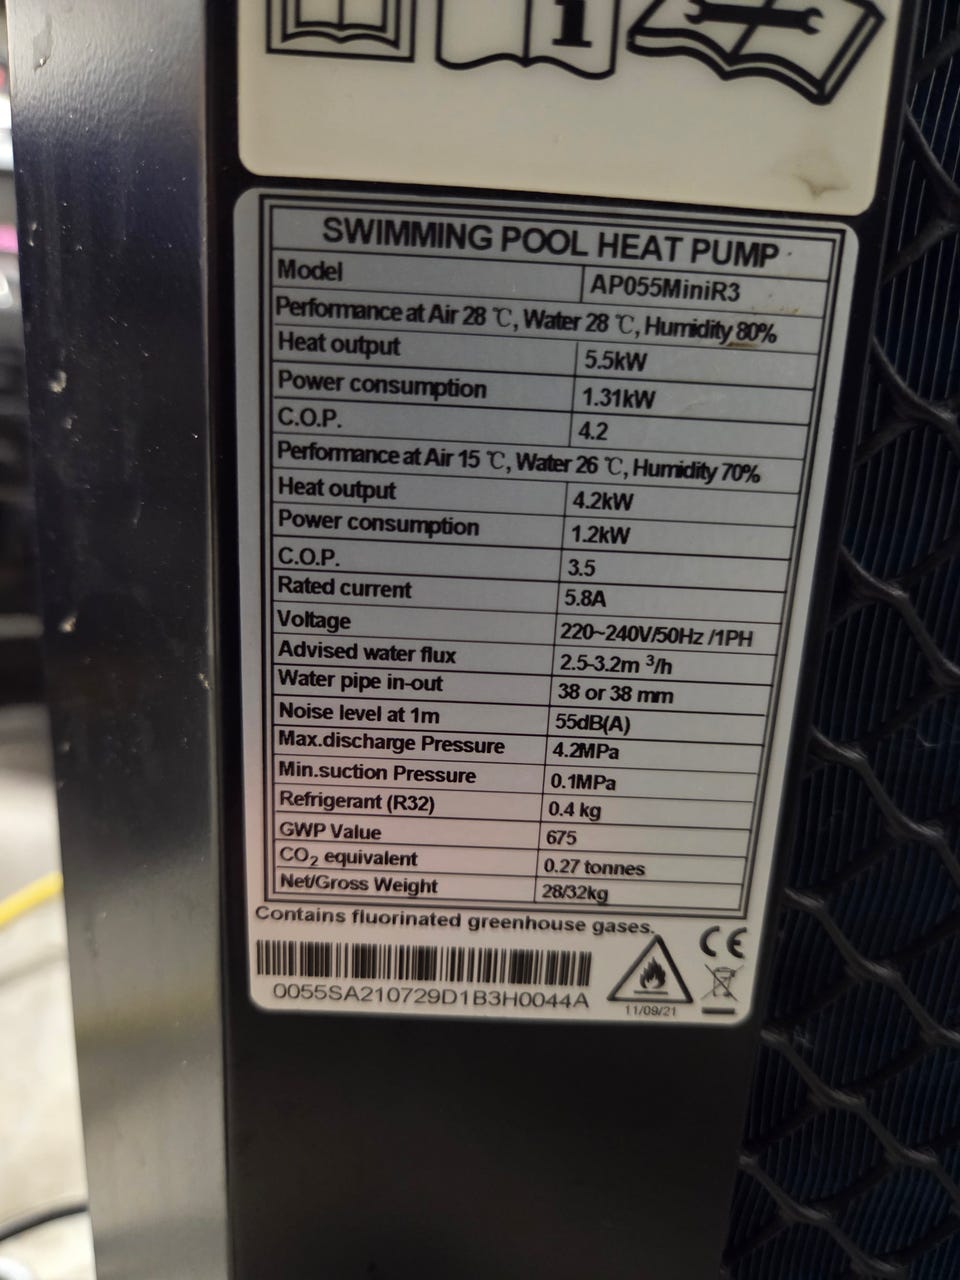 i
SWIMMING POOL HEAT PUMP
Model AP055MiniR3
Performance at Air 28 ℃, Water 28 ℃, Humidity 80%
Heat output 5.5kW
Power consumption 1.31kW
C.O.P. 4.2
Performance at Air 15 ℃, Water 26 ℃, Humidity 70%
Heat output 4.2kW
Power consumption 1.2kW
C.O.P. 3.5
Rated current 5.8A
Voltage 220~240V/50Hz /1PH
Advised water flux 2.5-3.2m ³/h
Water pipe in-out 38 or 38 mm
Noise level at 1m 55dB(A)
Max.discharge Pressure 4.2MPa
Min.suction Pressure 0.1MPa
Refrigerant (R32) 0.4 kg
GWP Value 675
CO₂ equivalent 0.27 tonnes
Net/Gross Weight 28/32kg
Contains fluorinated greenhouse gases.
CE
0055SA210729D1B3H0044A
11/09/21